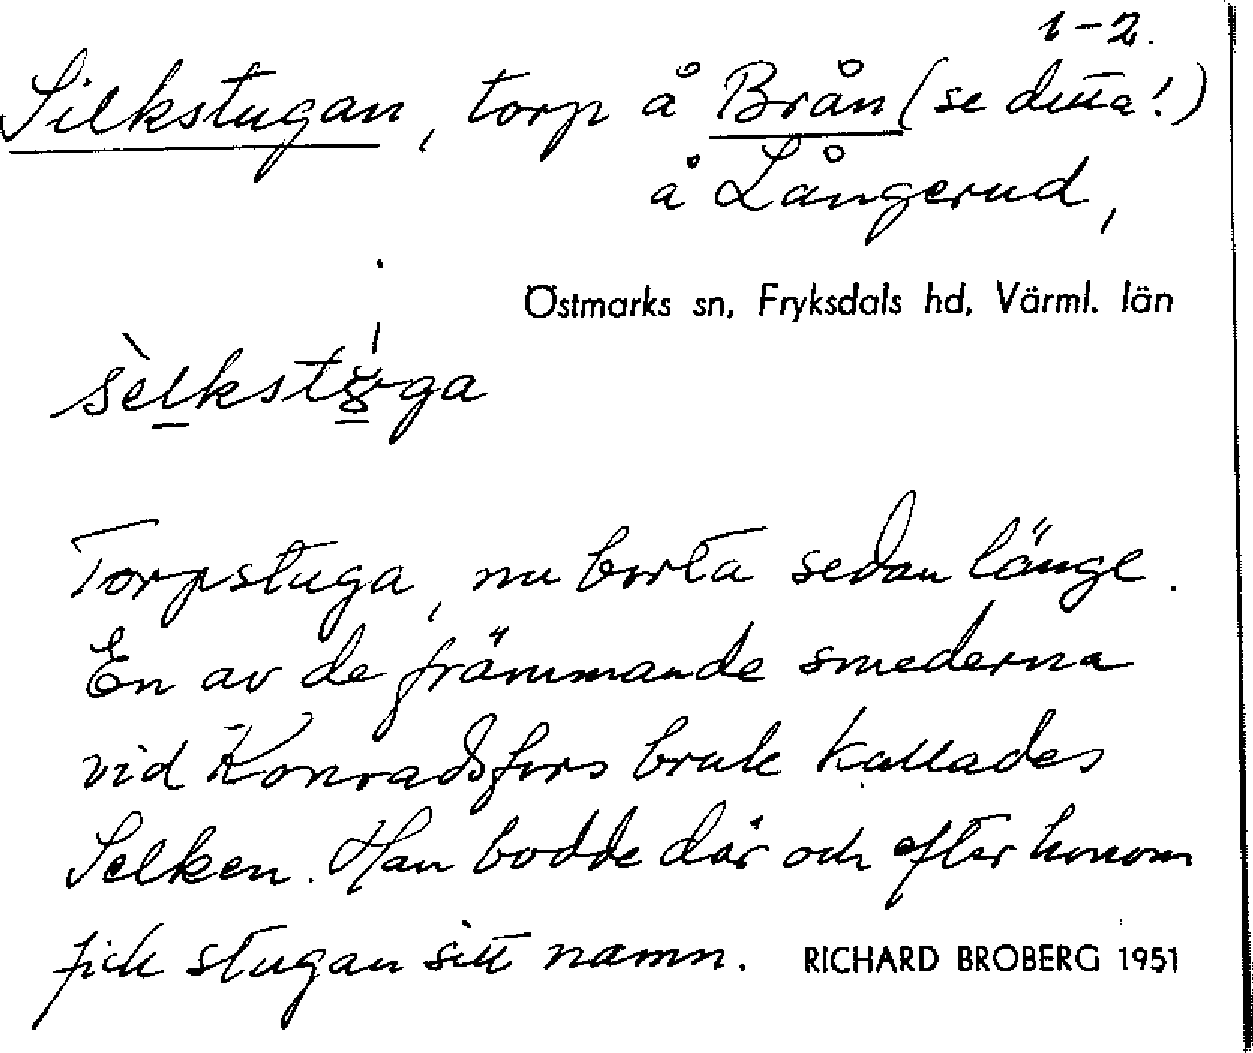 1-2.
Silkstugan, torp å Brån (se detta!)
å Långerud,
Östmarks sn, Fryksdals hd, Värml. län
Torpstuga, nu borta sedan länge.
En av de främmande smederna
vid Konradsfors bruk kallades
Selken. Han bodde där och efter honom
fick stugan sitt namn. RICHARD BROBERG 1951